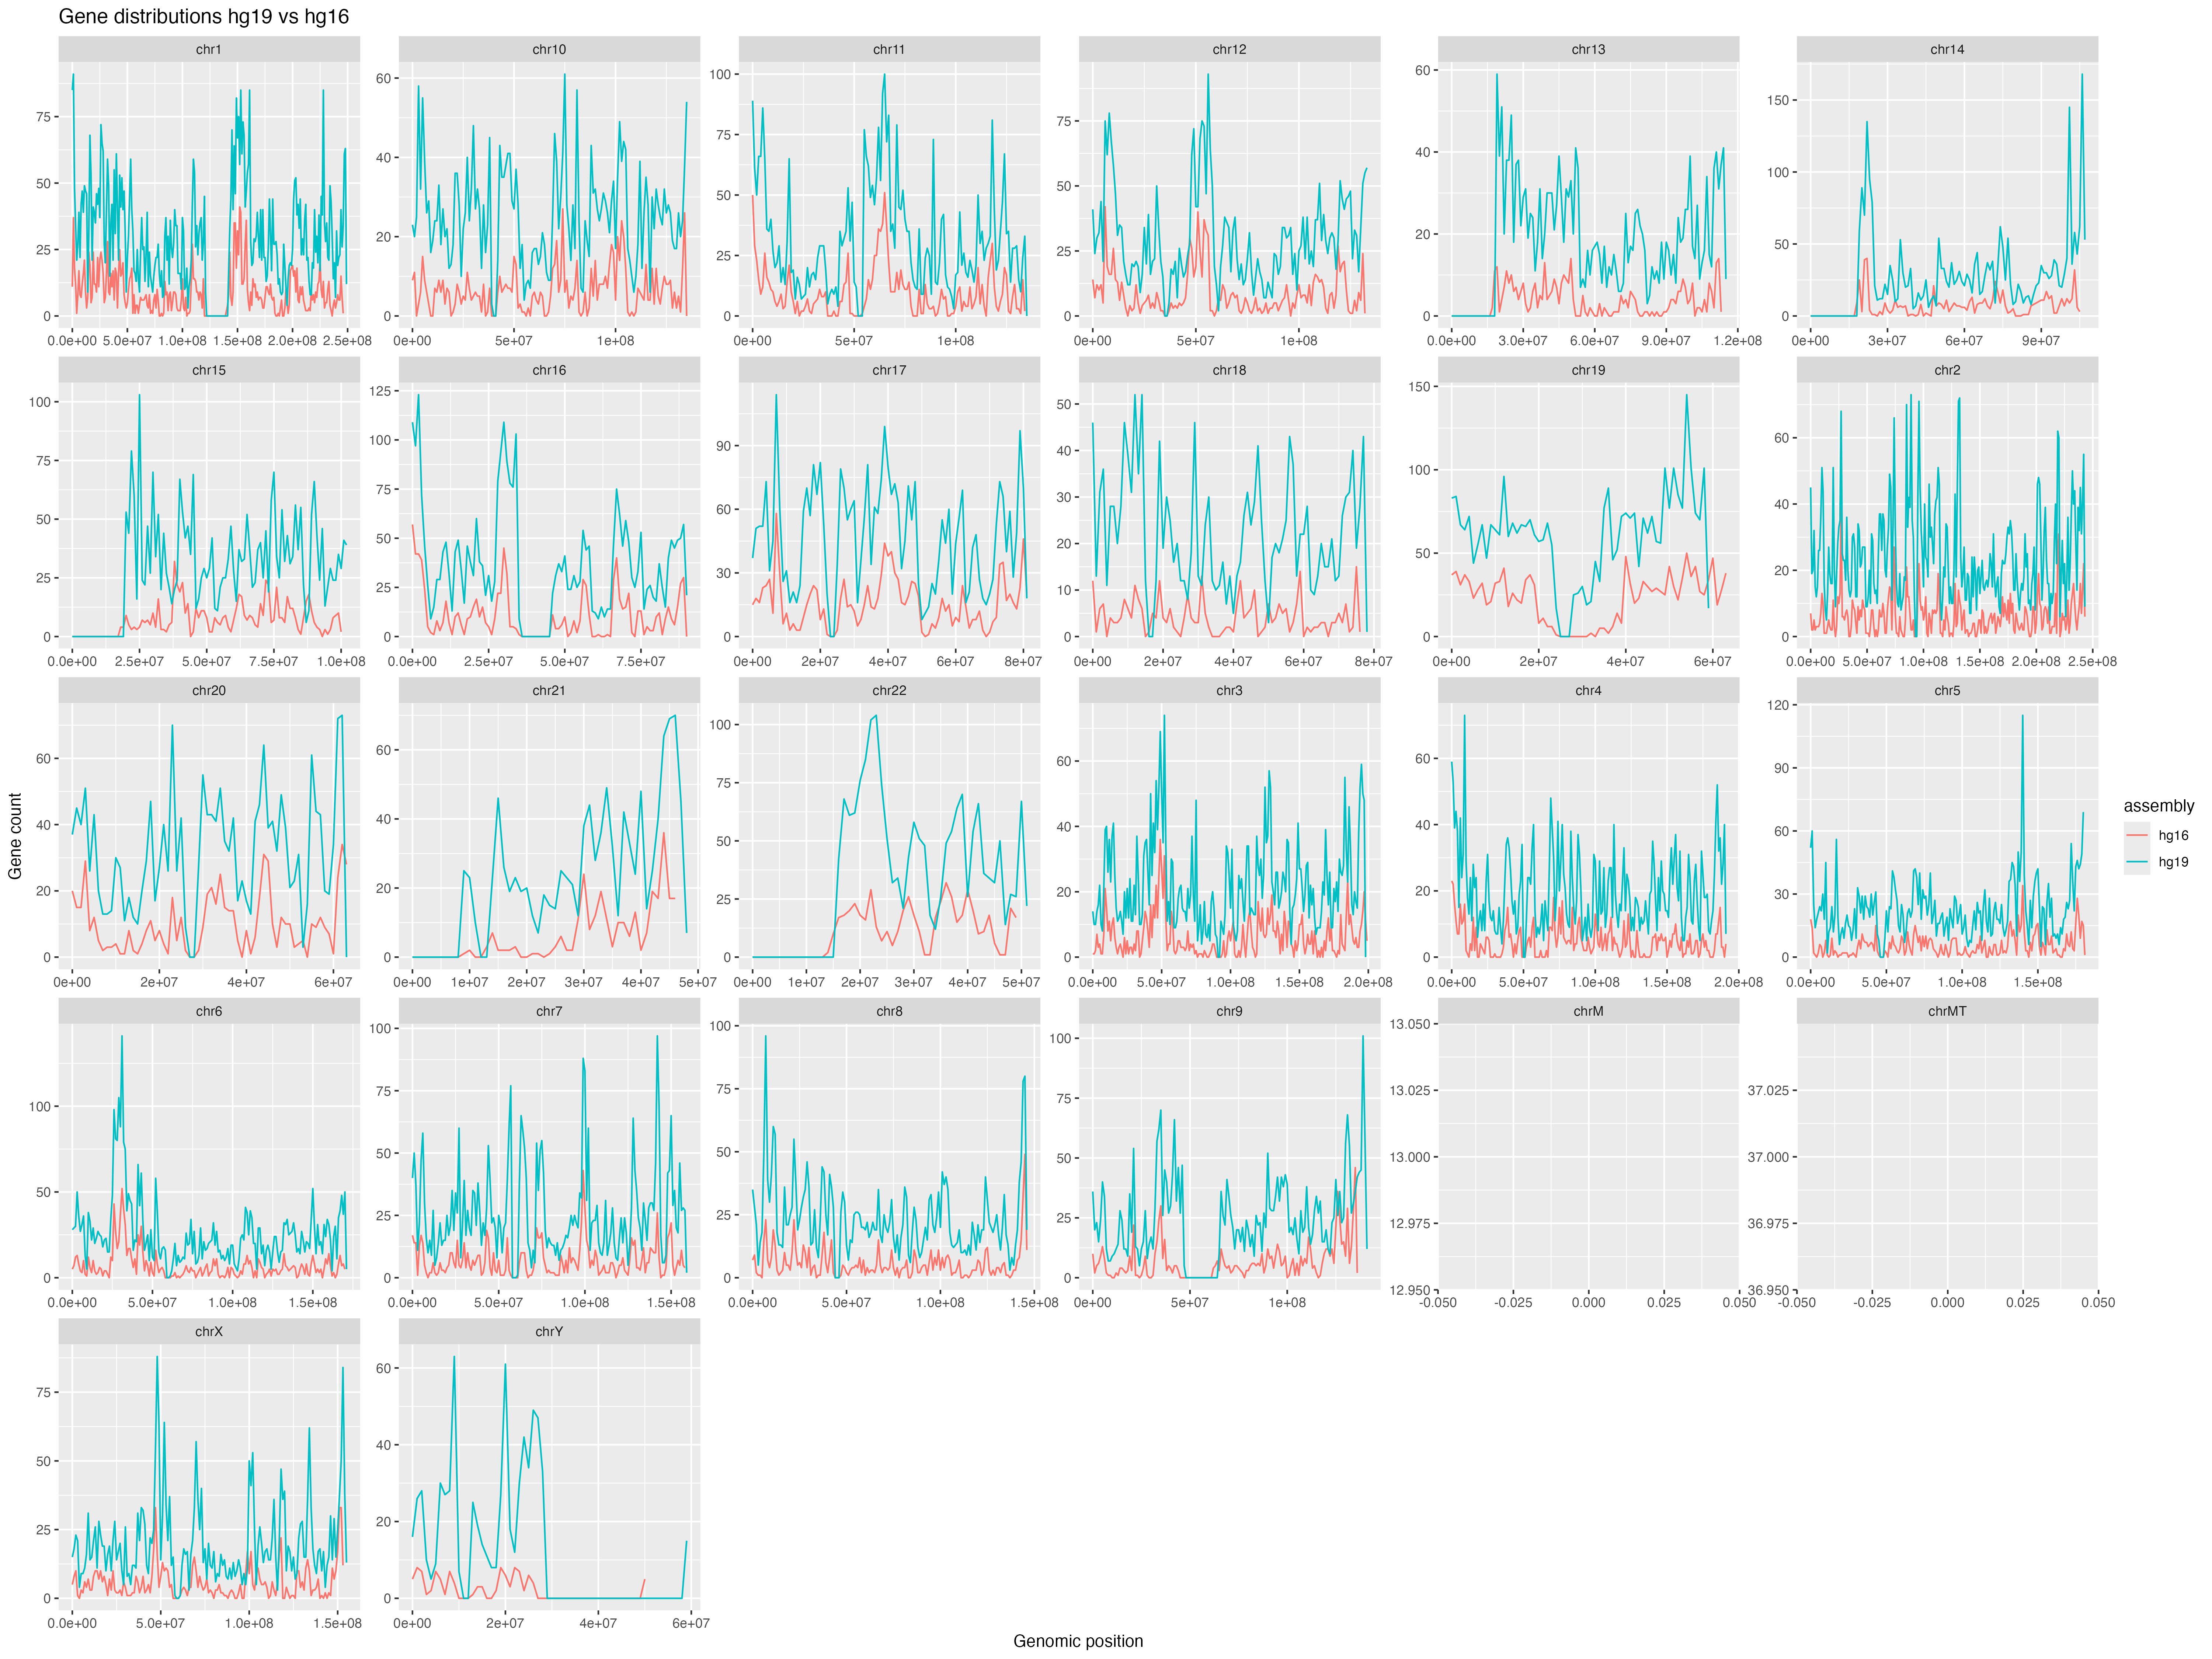 Gene distributions hg19 vs hg16
chr1
chr10
chr11
chr12
chr13
chr14
75
50
25
0
0.0e+00 5.0e+07 1.0e+08 1.5e+08 2.0e+08 2.5e+08
60
40
20
0
0e+00 5e+07 1e+08
100
75
50
25
0
0e+00 5e+07 1e+08
75
50
25
0
0e+00 5e+07 1e+08
60
40
20
0
0.0e+00 3.0e+07 6.0e+07 9.0e+07 1.2e+08
150
100
50
0
0e+00 3e+07 6e+07 9e+07
chr15
chr16
chr17
chr18
chr19
chr2
100
75
50
25
0
0.0e+00 2.5e+07 5.0e+07 7.5e+07 1.0e+08
125
100
75
50
25
0
0.0e+00 2.5e+07 5.0e+07 7.5e+07
90
60
30
0
0e+00 2e+07 4e+07 6e+07 8e+07
50
40
30
20
10
0
0e+00 2e+07 4e+07 6e+07 8e+07
150
100
50
0
0e+00 2e+07 4e+07 6e+07
60
40
20
0
0.0e+00 5.0e+07 1.0e+08 1.5e+08 2.0e+08 2.5e+08
chr20
chr21
chr22
chr3
chr4
chr5
60
40
20
0
0e+00 2e+07 4e+07 6e+07
60
40
20
0
0e+00 1e+07 2e+07 3e+07 4e+07 5e+07
100
75
50
25
0
0e+00 1e+07 2e+07 3e+07 4e+07 5e+07
60
40
20
0
0.0e+00 5.0e+07 1.0e+08 1.5e+08 2.0e+08
60
40
20
0
0.0e+00 5.0e+07 1.0e+08 1.5e+08 2.0e+08
120
90
60
30
0
0.0e+00 5.0e+07 1.0e+08 1.5e+08
chr6
chr7
chr8
chr9
chrM
chrMT
100
50
0
0.0e+00 5.0e+07 1.0e+08 1.5e+08
100
75
50
25
0
0.0e+00 5.0e+07 1.0e+08 1.5e+08
100
75
50
25
0
0.0e+00 5.0e+07 1.0e+08 1.5e+08
100
75
50
25
0
0e+00 5e+07 1e+08
13.050
13.025
13.000
12.975
12.950
-0.050 -0.025 0.000 0.025 0.050
37.025
37.000
36.975
36.950
-0.050 -0.025 0.000 0.025 0.050
chrX
chrY
75
50
25
0
0.0e+00 5.0e+07 1.0e+08 1.5e+08
60
40
20
0
0e+00 2e+07 4e+07 6e+07
Gene count
Genomic position
assembly
hg16
hg19